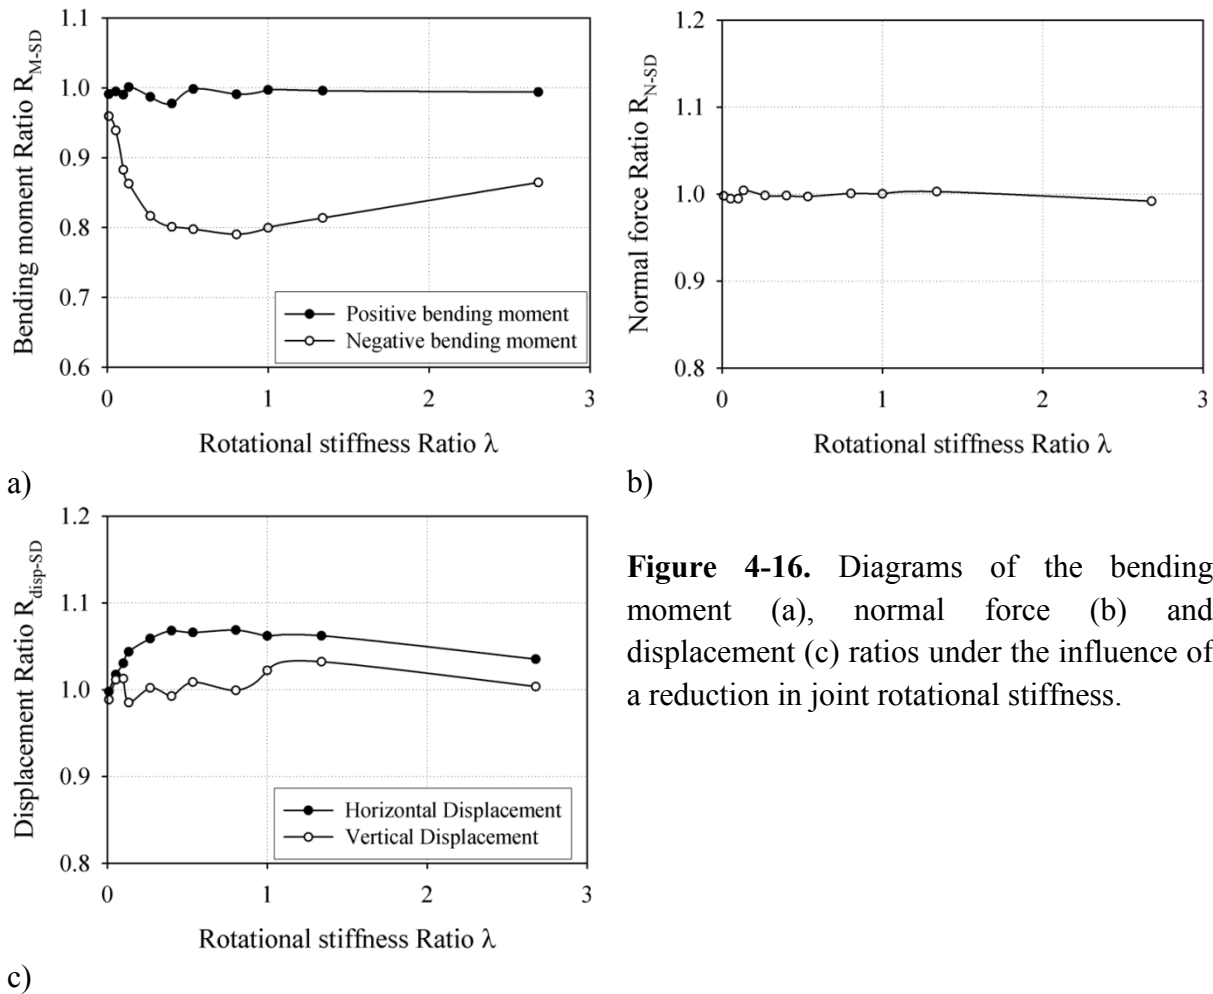 1.1
1.0
0.9
0.8
0.7
0.6
Bending moment Ratio R_M-SD
Positive bending moment
Negative bending moment
0 1 2 3
Rotational stiffness Ratio λ
a)
1.2
1.1
1.0
0.9
0.8
Normal force Ratio R_N-SD
0 1 2 3
Rotational stiffness Ratio λ
b)
1.2
1.1
1.0
0.9
0.8
Displacement Ratio R_disp-SD
Horizontal Displacement
Vertical Displacement
0 1 2 3
Rotational stiffness Ratio λ
c)
Figure 4-16. Diagrams of the bending
moment (a), normal force (b) and
displacement (c) ratios under the influence of
a reduction in joint rotational stiffness.